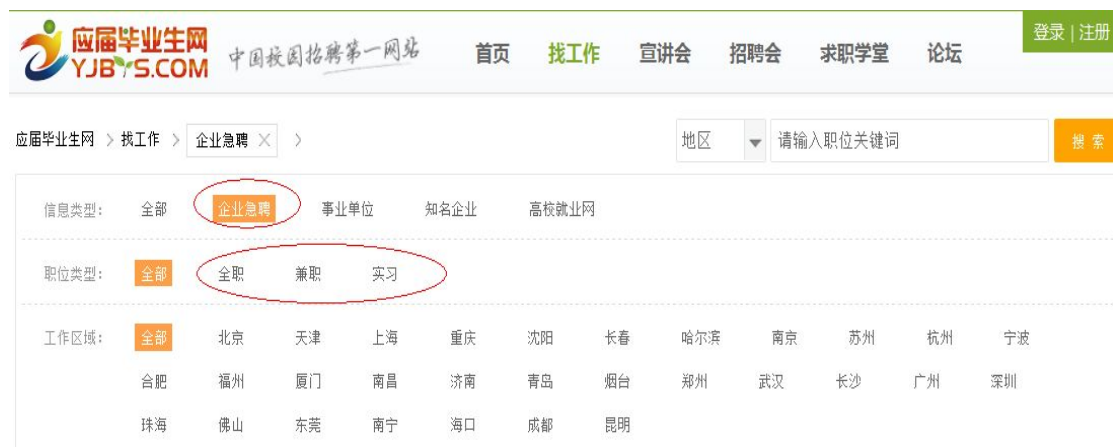 登录 | 注册
应届毕业生网
YJBYS.COM
中国校园招聘第一网站
首页 找工作 宣讲会 招聘会 求职学堂 论坛
应届毕业生网 > 找工作 > 企业急聘 × >
地区 请输入职位关键词 搜 索
信息类型: 全部 企业急聘 事业单位 知名企业 高校就业网
职位类型: 全部 全职 兼职 实习
工作区域: 全部 北京 天津 上海 重庆 沈阳 长春 哈尔滨 南京 苏州 杭州 宁波
合肥 福州 厦门 南昌 济南 青岛 烟台 郑州 武汉 长沙 广州 深圳
珠海 佛山 东莞 南宁 海口 成都 昆明